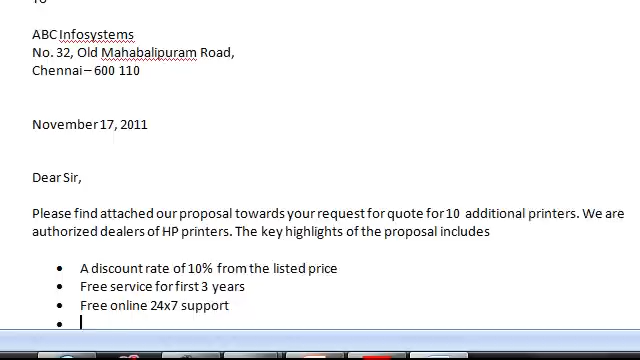 To
ABC Infosystems
No. 32, Old Mahabalipuram Road,
Chennai – 600 110
November 17, 2011
Dear Sir,
Please find attached our proposal towards your request for quote for 10 additional printers. We are
authorized dealers of HP printers. The key highlights of the proposal includes
• A discount rate of 10% from the listed price
• Free service for first 3 years
• Free online 24x7 support
•